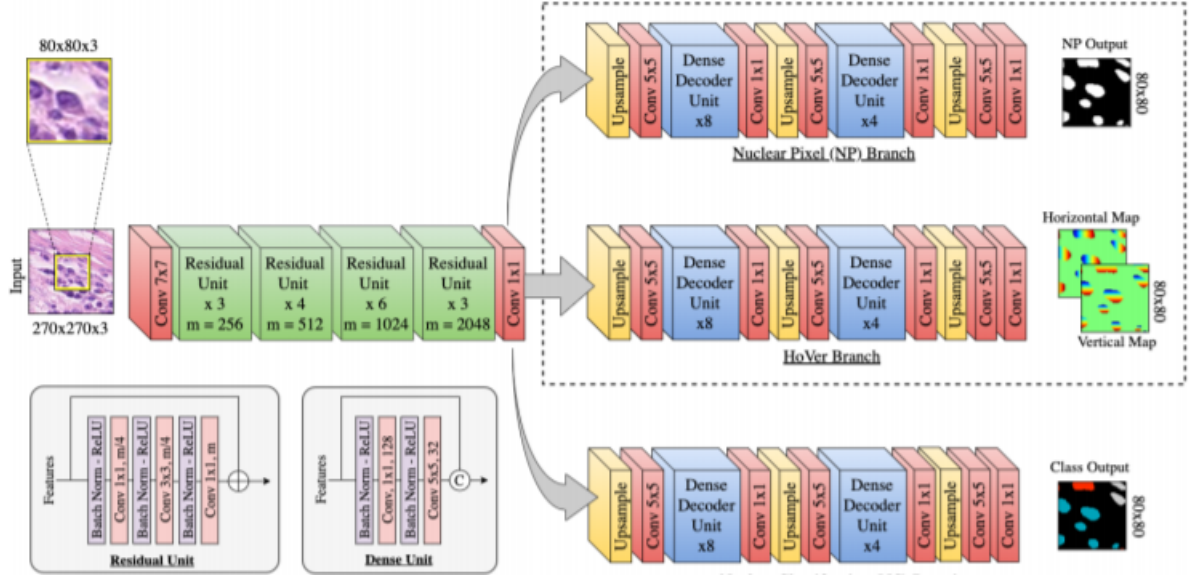 80x80x3
Input
270x270x3
Conv 7x7
Residual
Unit
x 3
m = 256
Residual
Unit
x 4
m = 512
Residual
Unit
x 6
m = 1024
Residual
Unit
x 3
m = 2048
Conv 1x1
Upsample
Conv 5x5
Dense
Decoder
Unit
x8
Conv 1x1
Upsample
Conv 5x5
Dense
Decoder
Unit
x4
Conv 1x1
Upsample
Conv 5x5
Conv 1x1
Nuclear Pixel (NP) Branch
NP Output
80x80
Upsample
Conv 5x5
Dense
Decoder
Unit
x8
Conv 1x1
Upsample
Conv 5x5
Dense
Decoder
Unit
x4
Conv 1x1
Upsample
Conv 5x5
Conv 1x1
HoVer Branch
Horizontal Map
80x80
Vertical Map
Upsample
Conv 5x5
Dense
Decoder
Unit
x8
Conv 1x1
Upsample
Conv 5x5
Dense
Decoder
Unit
x4
Conv 1x1
Upsample
Conv 5x5
Conv 1x1
Class Output
80x80
Features
Batch Norm - ReLU
Conv 1x1, m/4
Batch Norm - ReLU
Conv 3x3, m/4
Batch Norm - ReLU
Conv 1x1, m
Residual Unit
Features
Batch Norm - ReLU
Conv, 1x1, 128
Batch Norm - ReLU
Conv 5x5, 32
C
Dense Unit